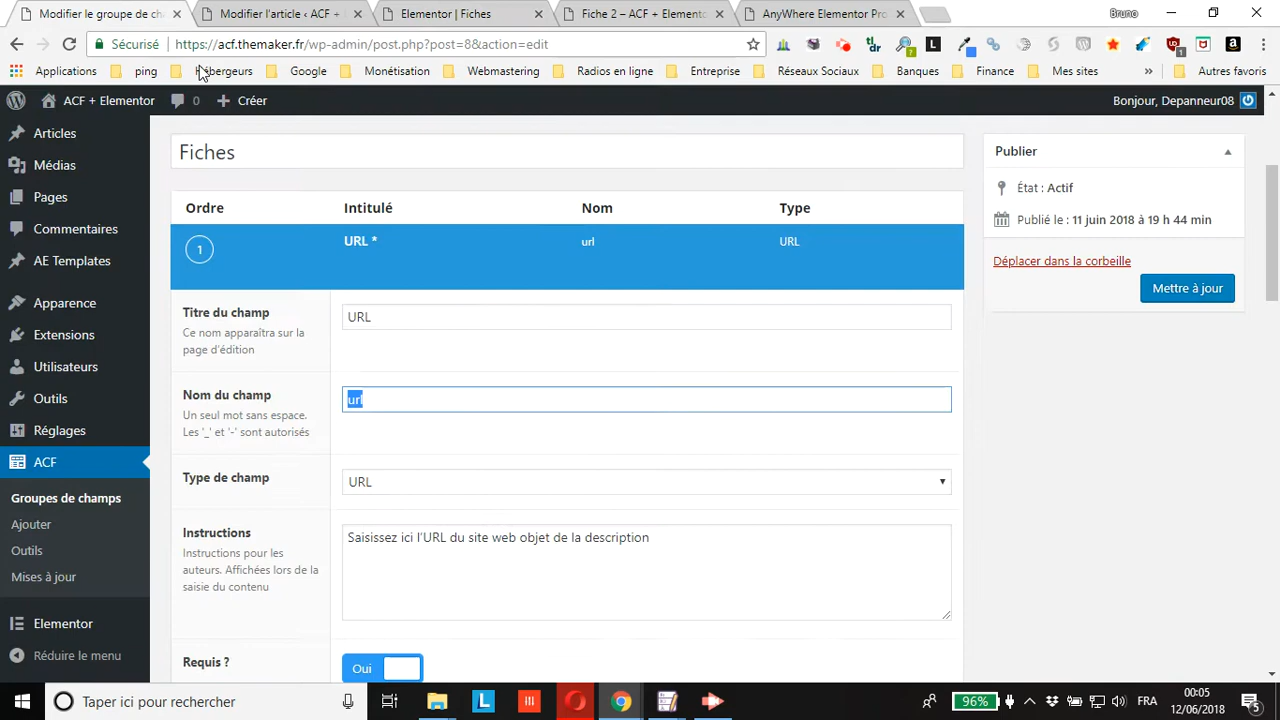 Modifier le groupe de cha
Modifier l'article ‹ ACF +
Elementor | Fiches
Fiche 2 – ACF + Elemento
AnyWhere Elementor Pro
Bruno
Sécurisé
https://acf.themaker.fr/wp-admin/post.php?post=8&action=edit
Applications
ping
Hébergeurs
Google
Monétisation
Webmastering
Radios en ligne
Entreprise
Réseaux Sociaux
Banques
Finance
Mes sites
»
Autres favoris
ACF + Elementor
0
Créer
Bonjour, Depanneur08
Articles
Médias
Pages
Commentaires
AE Templates
Apparence
Extensions
Utilisateurs
Outils
Réglages
ACF
Groupes de champs
Ajouter
Outils
Mises à jour
Elementor
Réduire le menu
Fiches
Ordre
Intitulé
Nom
Type
1
URL *
url
URL
Titre du champ
Ce nom apparaîtra sur la
page d'édition
URL
Nom du champ
Un seul mot sans espace.
Les '_' et '-' sont autorisés
url
Type de champ
URL
Instructions
Instructions pour les
auteurs. Affichées lors de la
saisie du contenu
Saisissez ici l'URL du site web objet de la description
Requis ?
Oui
Publier
État : Actif
Publié le : 11 juin 2018 à 19 h 44 min
Déplacer dans la corbeille
Mettre à jour
Taper ici pour rechercher
96%
FRA
00:05
12/06/2018
5